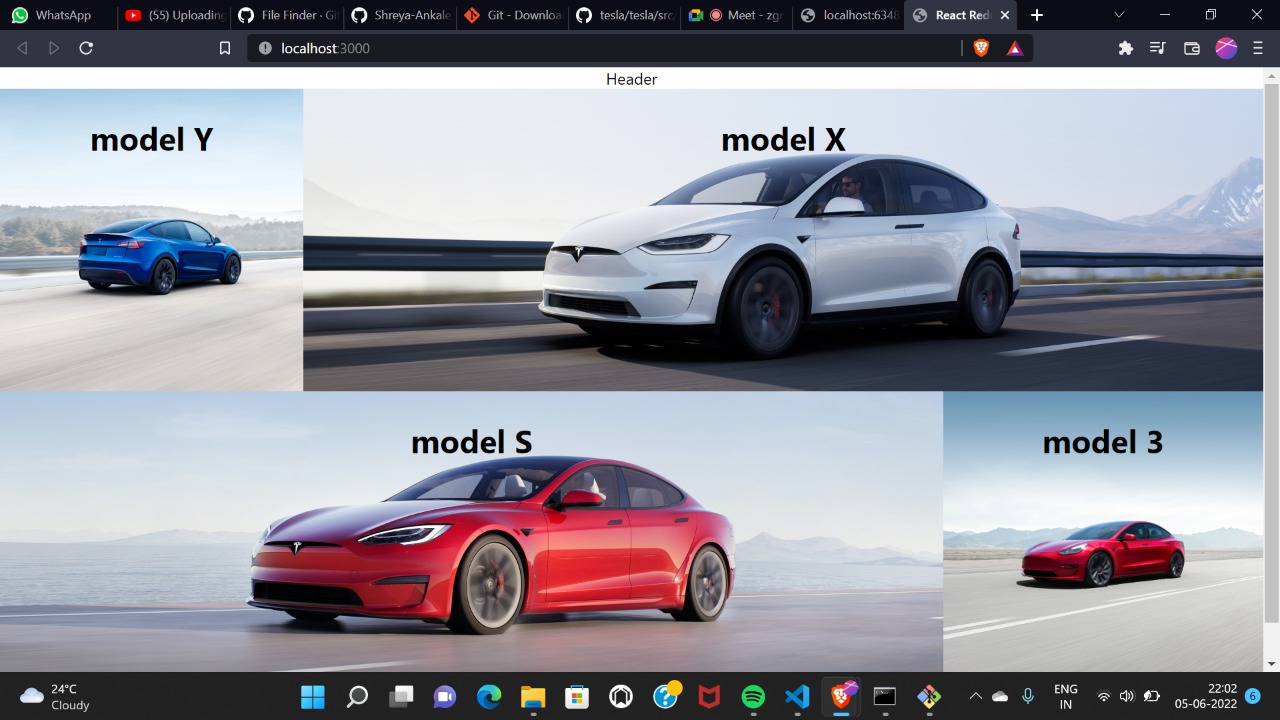 WhatsApp
(55) Uploading
File Finder · Gi
Shreya-Ankale
Git - Downloa
tesla/tesla/src
Meet - zgr
localhost:6348
React Red
localhost:3000
Header
model Y
model X
model S
model 3
24°C
Cloudy
ENG
IN
22:02
05-06-2022
6